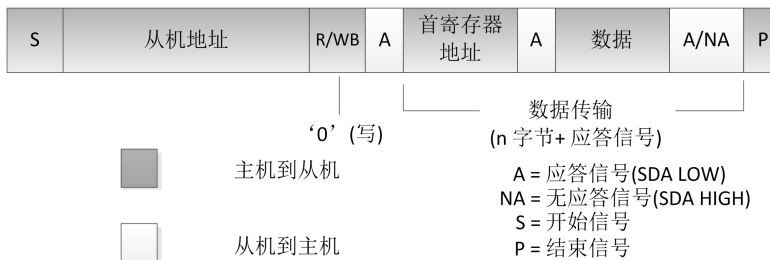 S 从机地址 R/WB A 首寄存器地址 A 数据 A/NA P
‘0’ (写)
数据传输
(n 字节+ 应答信号)
主机到从机
从机到主机
A = 应答信号(SDA LOW)
NA = 无应答信号(SDA HIGH)
S = 开始信号
P = 结束信号